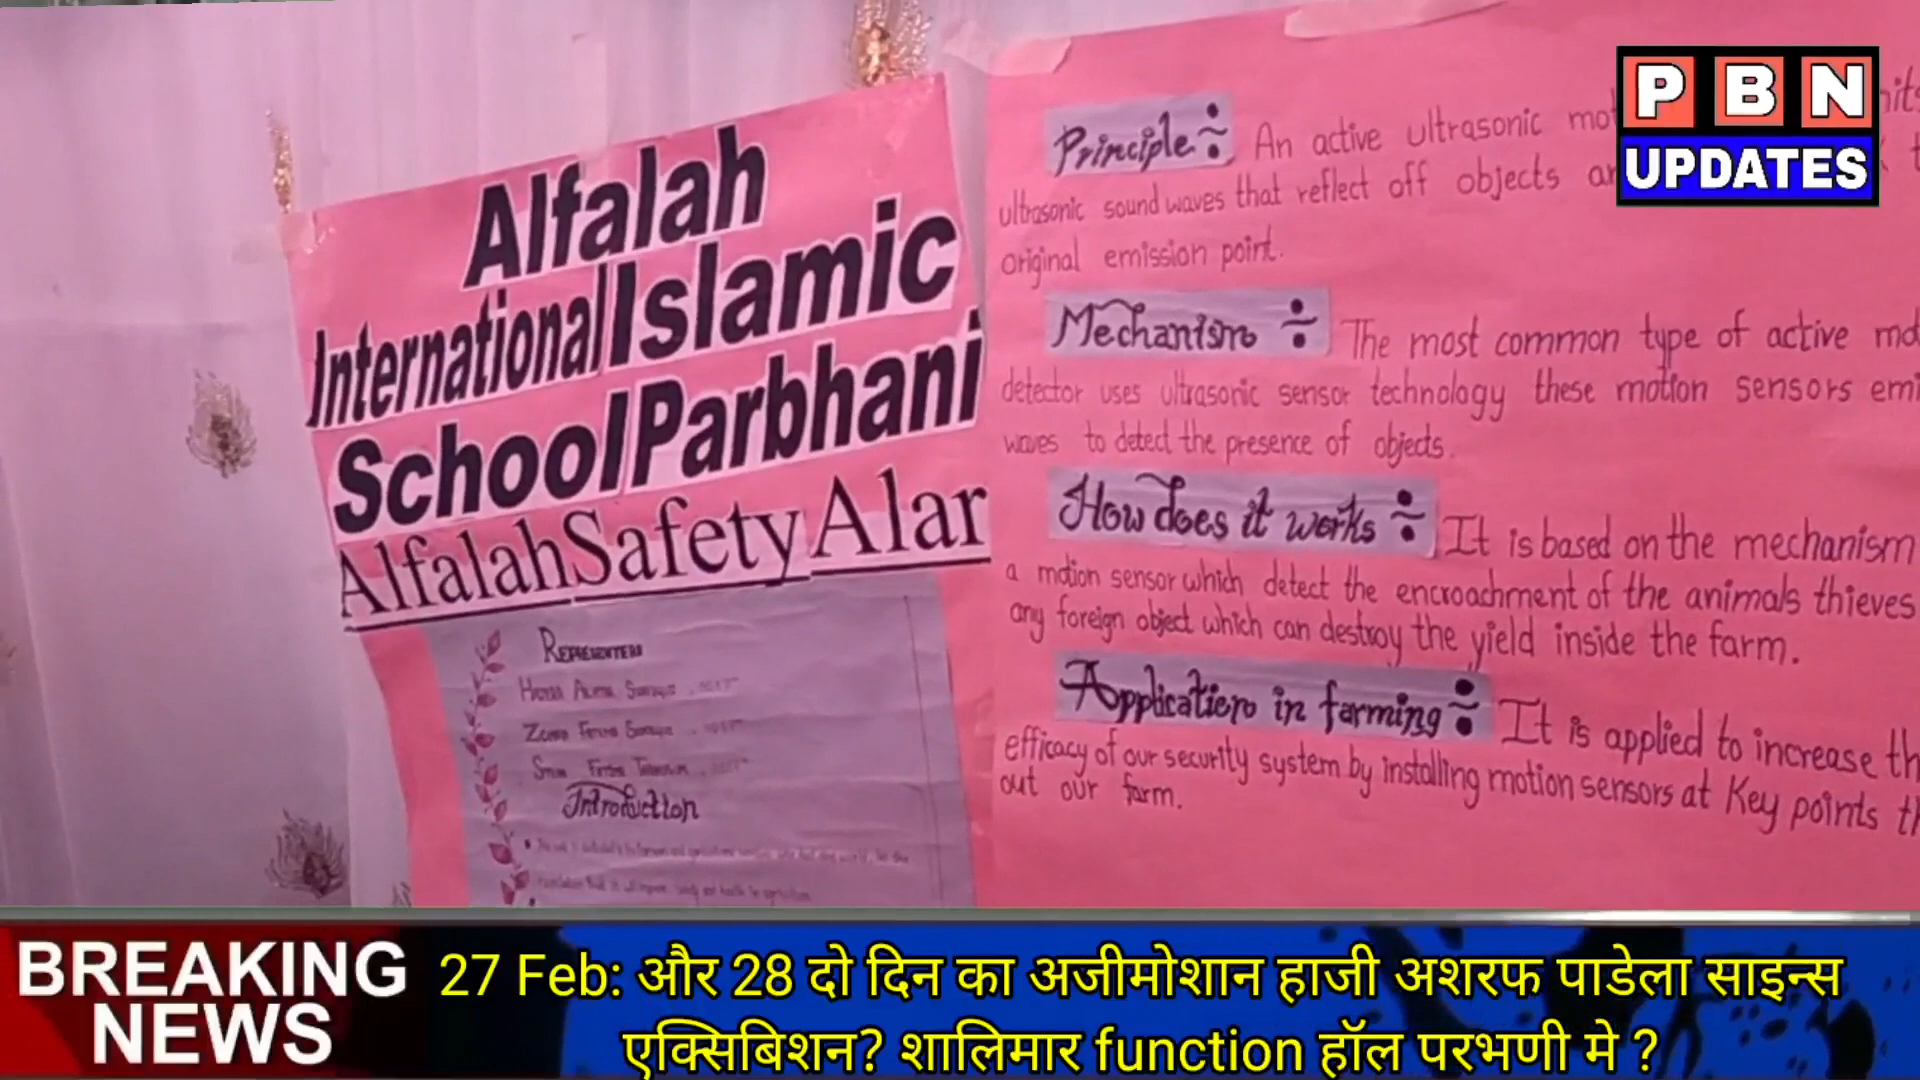 Alfalah
International Islamic
School Parbhani
Alfalah Safety Alar
REPRESENTERS
Introduction
Principle÷ An active ultrasonic mot
ultrasonic sound waves that reflect off objects an
original emission point.
Mechanism ÷ The most common type of active mo
detector uses ultrasonic sensor technology these motion sensors emi
waves to detect the presence of objects.
How does it works ÷ It is based on the mechanism
a motion sensor which detect the encroachment of the animals thieves
any foreign object which can destroy the yield inside the farm.
Application in farming÷ It is applied to increase th
efficacy of our security system by installing motion sensors at Key points th
out our farm.
PBN
UPDATES
BREAKING
NEWS
27 Feb: और 28 दो दिन का अजीमोशान हाजी अशरफ पाडेला साइन्स
एक्सिबिशन? शालिमार function हॉल परभणी मे ?